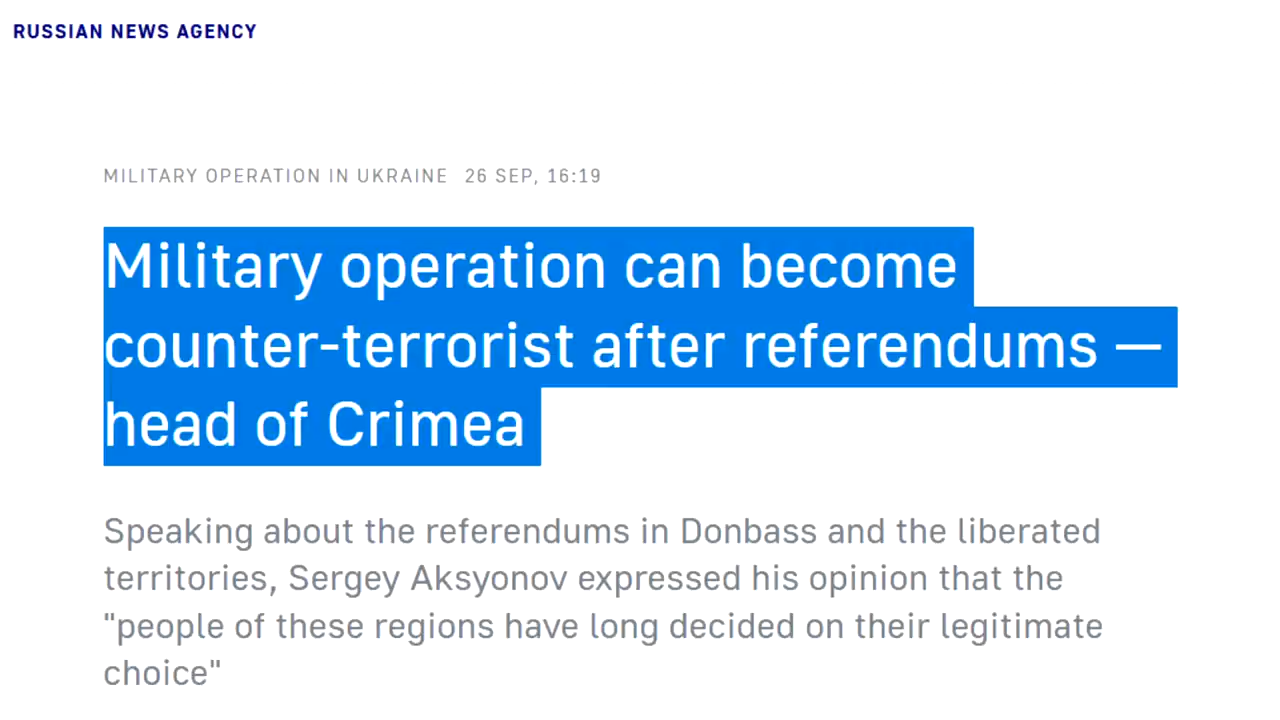 RUSSIAN NEWS AGENCY
MILITARY OPERATION IN UKRAINE 26 SEP, 16:19
Military operation can become
counter-terrorist after referendums —
head of Crimea
Speaking about the referendums in Donbass and the liberated
territories, Sergey Aksyonov expressed his opinion that the
"people of these regions have long decided on their legitimate
choice"